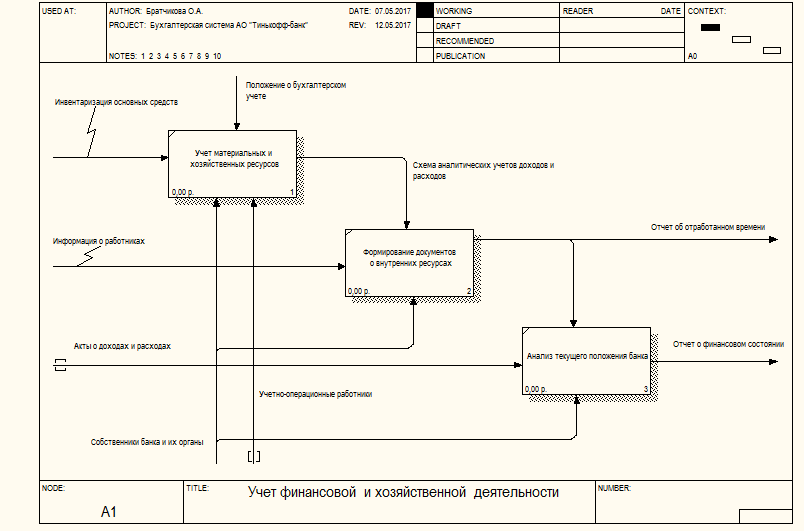 USED AT:
AUTHOR: Братчикова О.А.
DATE: 07.05.2017
PROJECT: Бухгалтерская система АО "Тинькофф-банк"
REV: 12.05.2017
NOTES: 1 2 3 4 5 6 7 8 9 10
WORKING
DRAFT
RECOMMENDED
PUBLICATION
READER
DATE
CONTEXT:
A0
Положение о бухгалтерском
учете
Инвентаризация основных средств
Учет материальных и
хозяйственных ресурсов
0,00 р.
1
Схема аналитических учетов доходов и
расходов
Информация о работниках
Формирование документов
о внутренних ресурсах
0,00 р.
2
Отчет об отработанном времени
Акты о доходах и расходах
Анализ текущего положения банка
0,00 р.
3
Отчет о финансовом состоянии
Учетно-операционные работники
Собственники банка и их органы
NODE:
A1
TITLE:
Учет финансовой и хозяйственной деятельности
NUMBER: